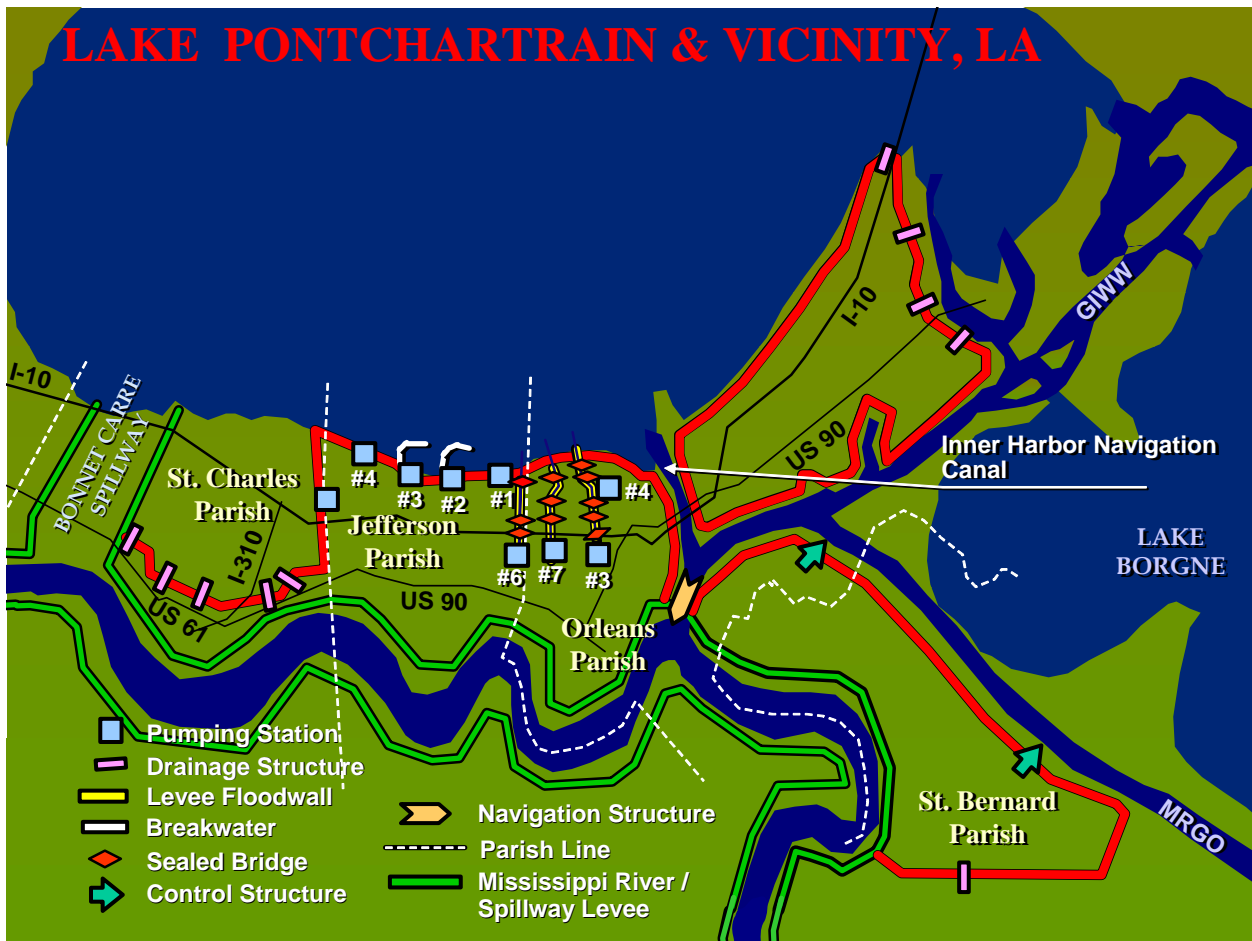 LAKE PONTCHARTRAIN & VICINITY, LA
I-10
GIWW
I-10
BONNET CARRE
SPILLWAY
US 90
Inner Harbor Navigation
Canal
St. Charles
Parish
#4
#3
#2
#1
#4
Jefferson
Parish
LAKE
BORGNE
I-310
#6
#7
#3
US 61
US 90
Orleans
Parish
Pumping Station
Drainage Structure
Levee Floodwall
Breakwater
Sealed Bridge
Control Structure
Navigation Structure
Parish Line
Mississippi River /
Spillway Levee
St. Bernard
Parish
MRGO